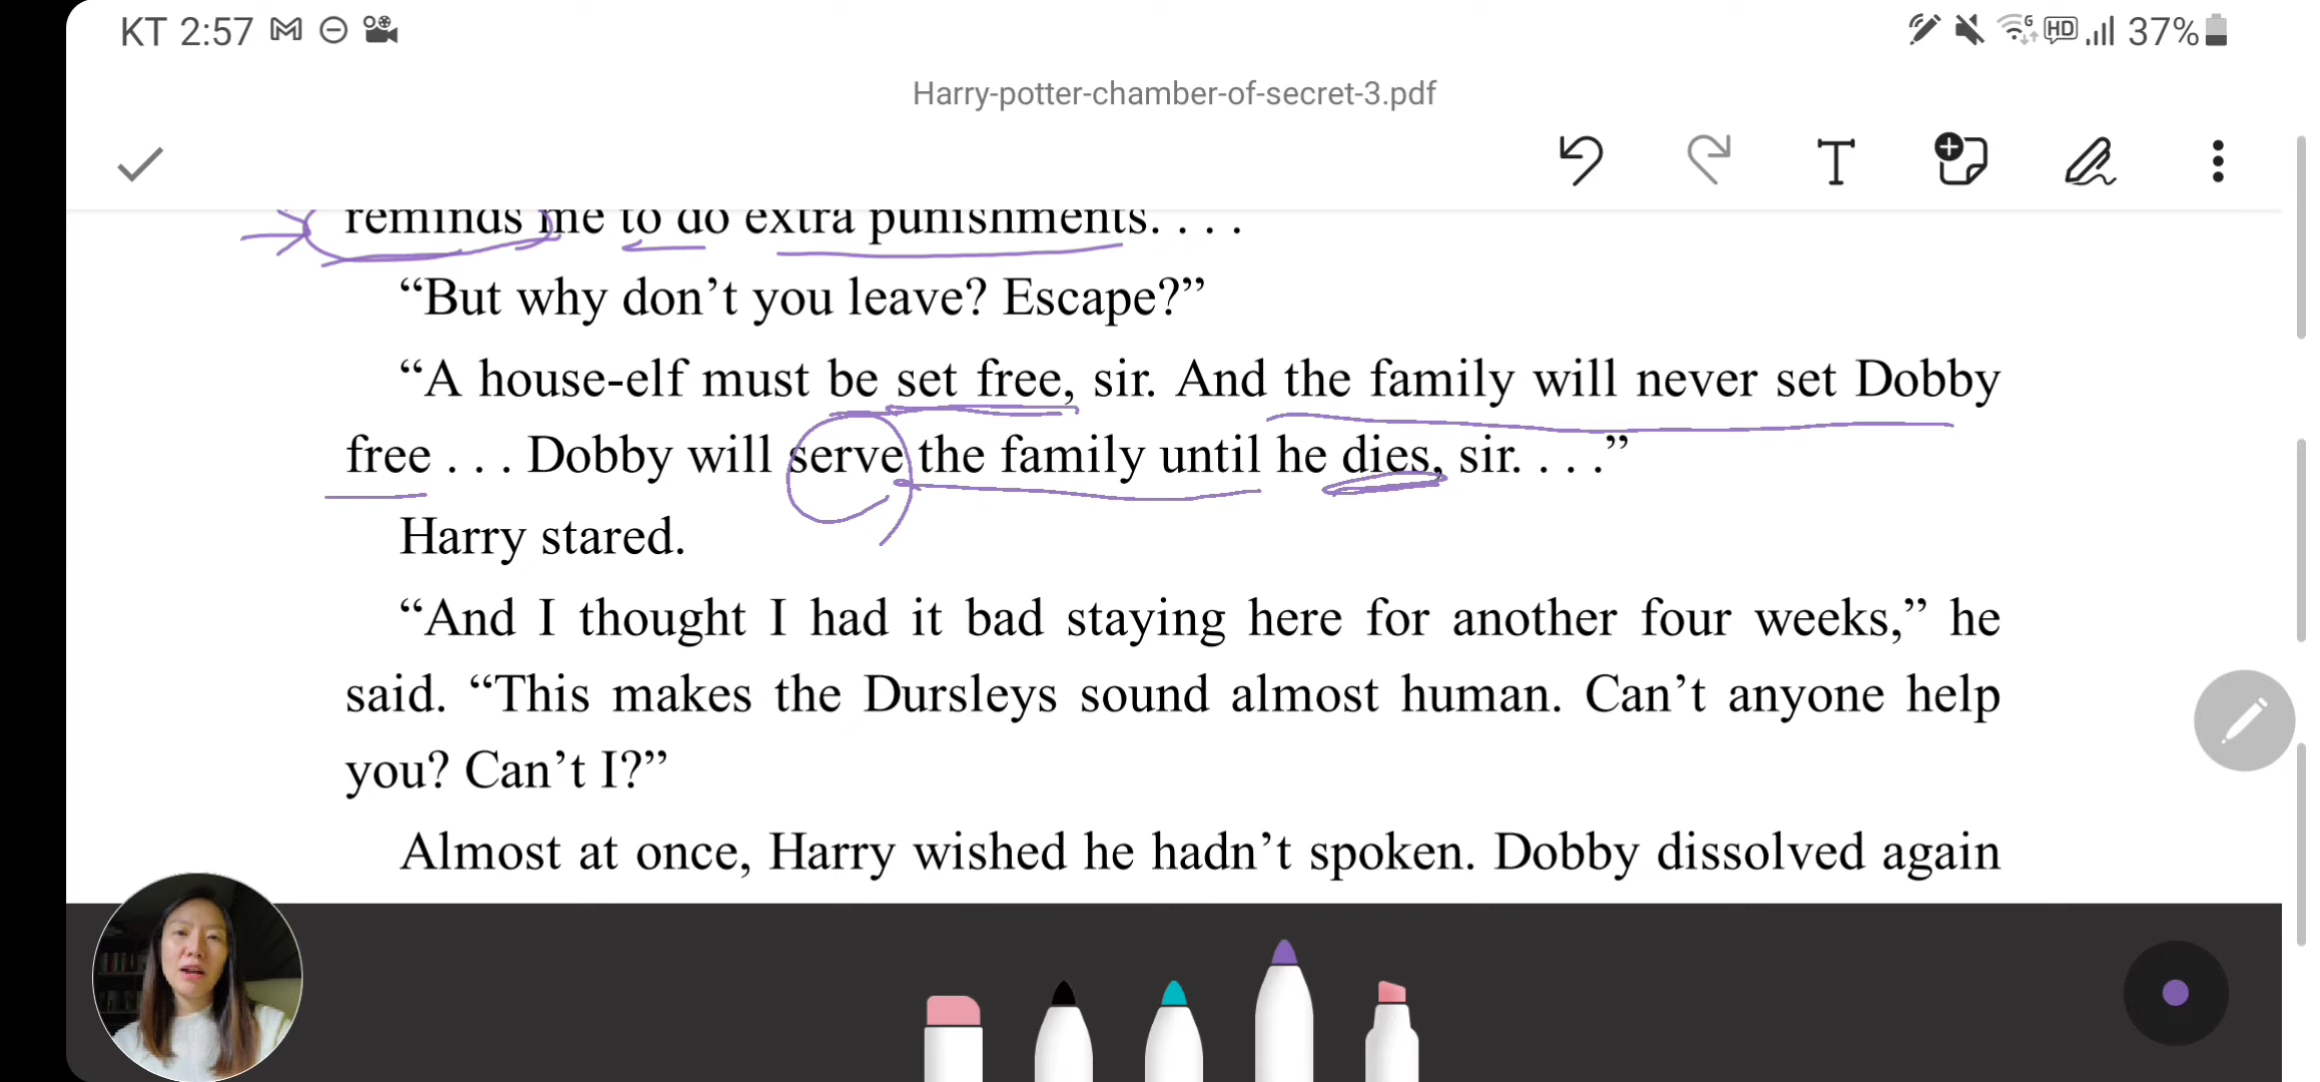 KT 2:57 37%
Harry-potter-chamber-of-secret-3.pdf
reminds me to do extra punishments. . . .
“But why don’t you leave? Escape?”
“A house-elf must be set free, sir. And the family will never set Dobby
free . . . Dobby will serve the family until he dies, sir. . . .”
Harry stared.
“And I thought I had it bad staying here for another four weeks,” he
said. “This makes the Dursleys sound almost human. Can’t anyone help
you? Can’t I?”
Almost at once, Harry wished he hadn’t spoken. Dobby dissolved again